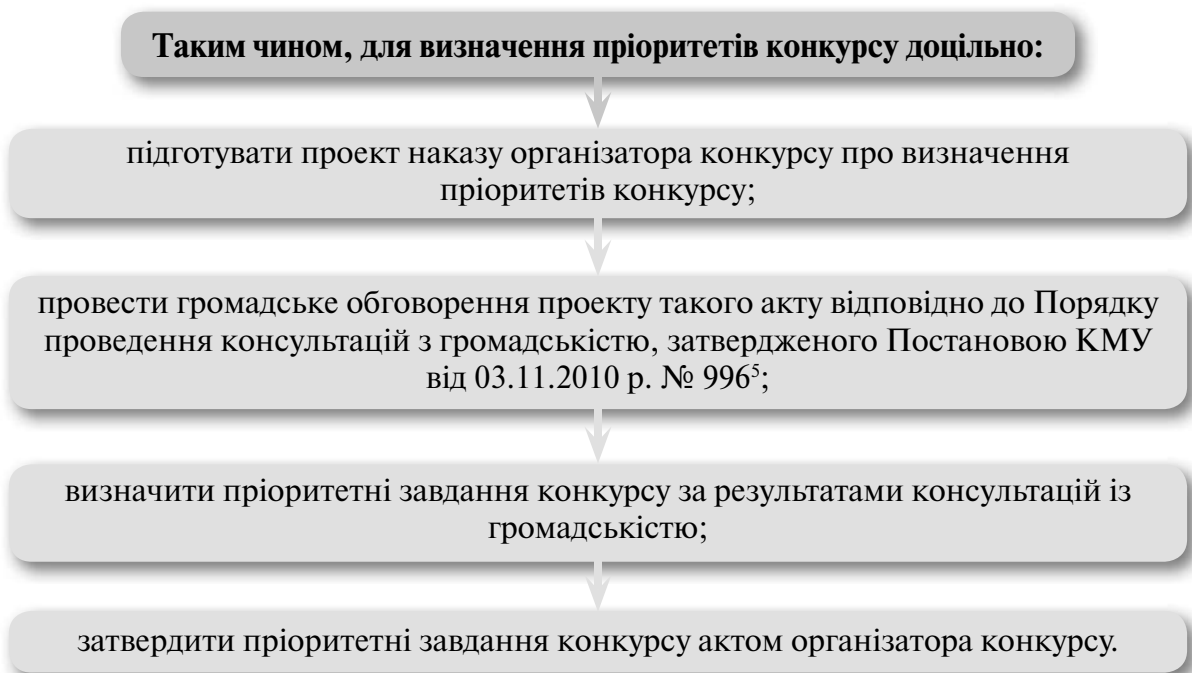 Таким чином, для визначення пріоритетів конкурсу доцільно:
підготувати проект наказу організатора конкурсу про визначення
пріоритетів конкурсу;
провести громадське обговорення проекту такого акту відповідно до Порядку
проведення консультацій з громадськістю, затвердженого Постановою КМУ
від 03.11.2010 р. № 996⁵;
визначити пріоритетні завдання конкурсу за результатами консультацій із
громадськістю;
затвердити пріоритетні завдання конкурсу актом організатора конкурсу.